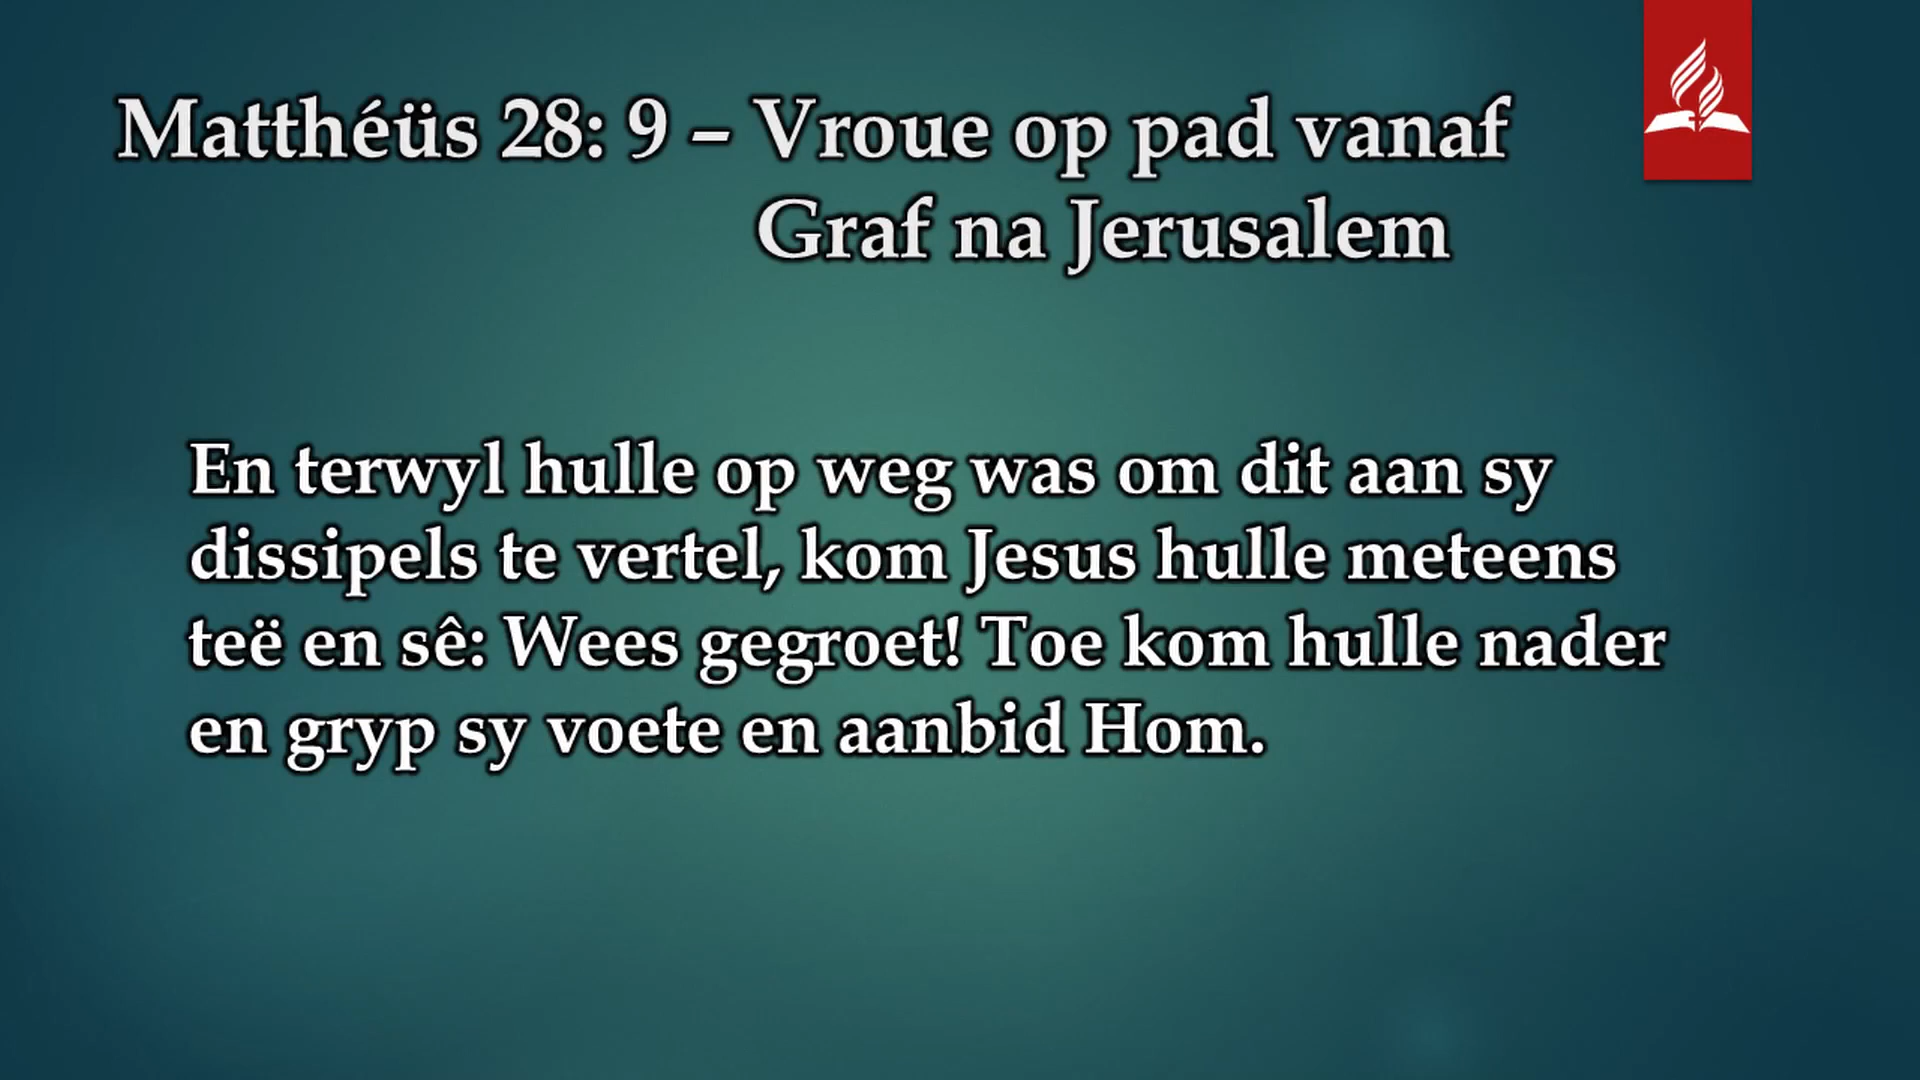 Matthéüs 28: 9 – Vroue op pad vanaf
Graf na Jerusalem
En terwyl hulle op weg was om dit aan sy
dissipels te vertel, kom Jesus hulle meteens
teë en sê: Wees gegroet! Toe kom hulle nader
en gryp sy voete en aanbid Hom.